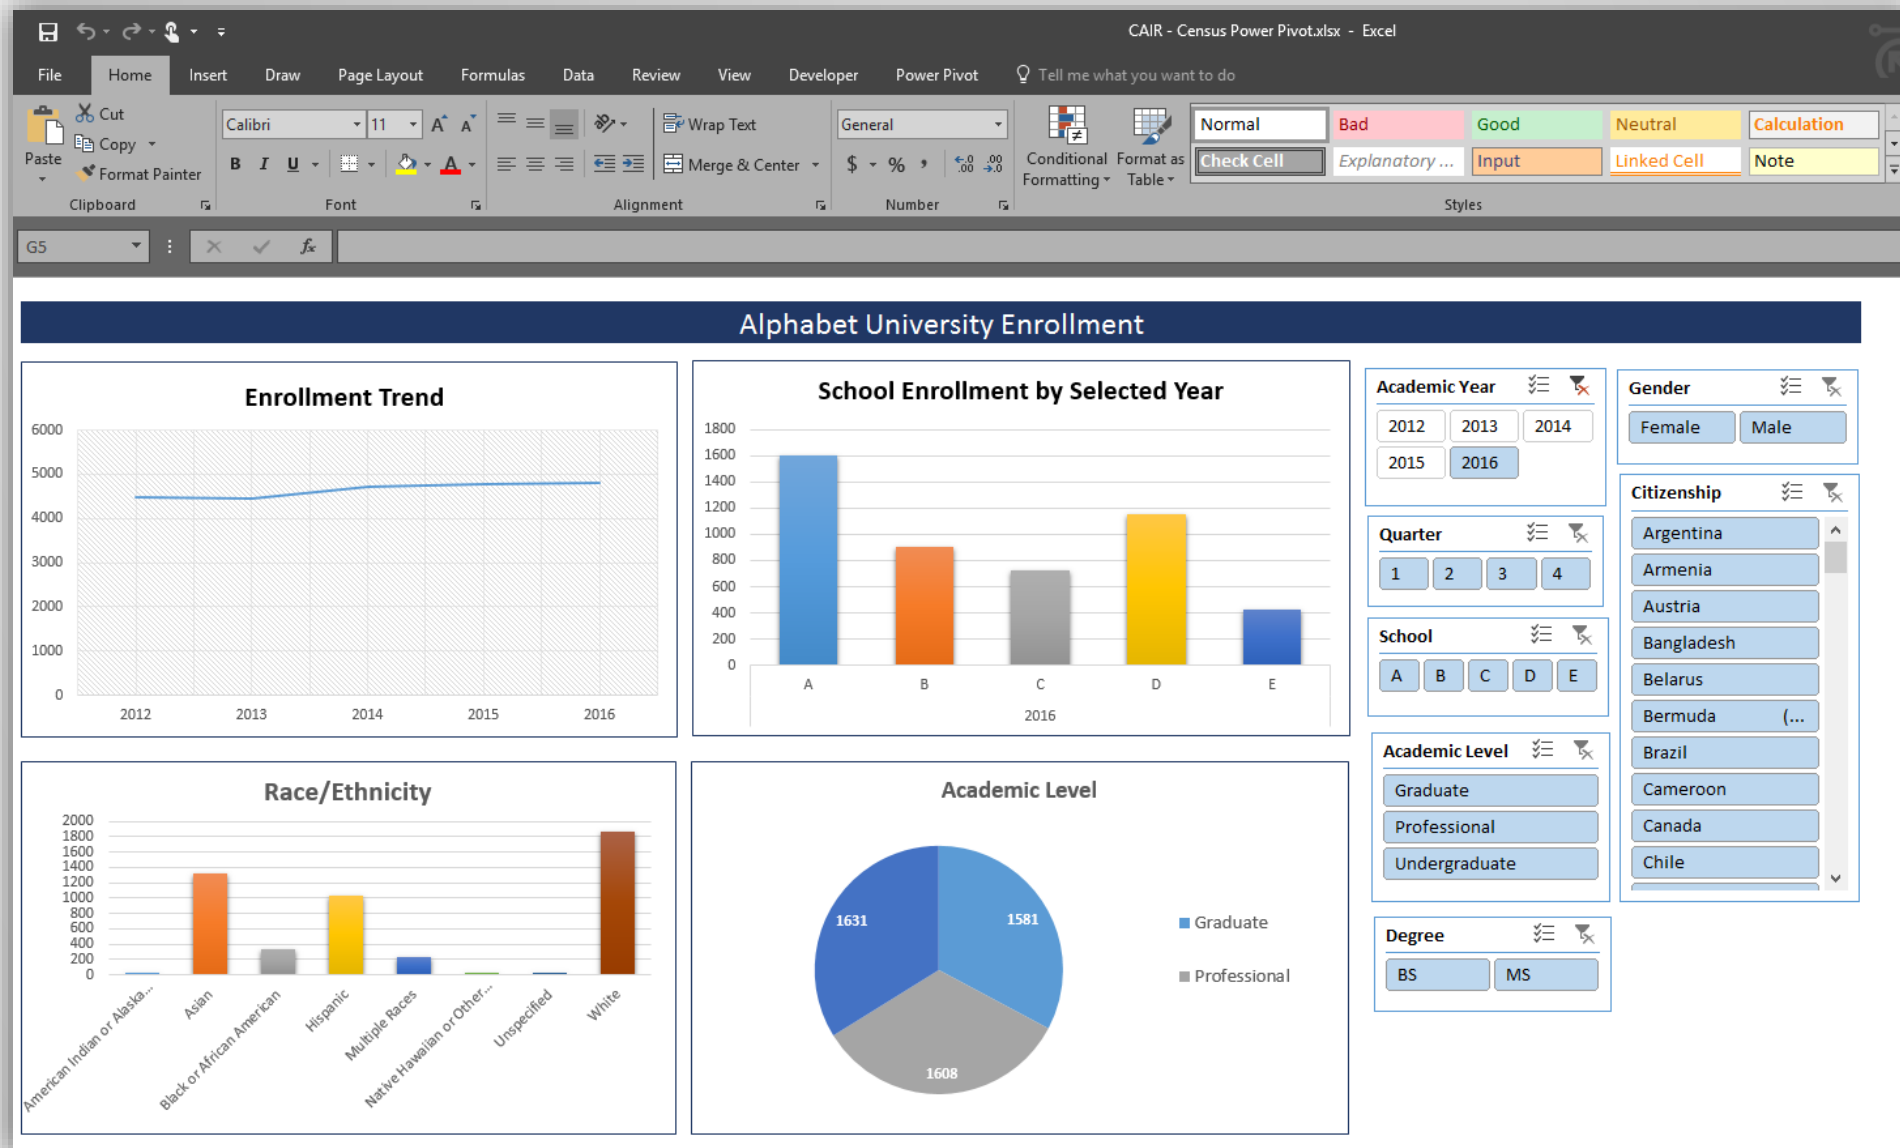 CAIR - Census Power Pivot.xlsx - Excel
File Home Insert Draw Page Layout Formulas Data Review View Developer Power Pivot Tell me what you want to do
Paste
Cut
Copy
Format Painter
Clipboard
Calibri 11 A A
B I U A
Font
Wrap Text
Merge & Center
Alignment
General
$ % , .0 .00 .00 .0
Number
Conditional Formatting
Format as Table
Normal Bad Good Neutral Calculation
Check Cell Explanatory ... Input Linked Cell Note
Styles
G5 fx
Alphabet University Enrollment
Enrollment Trend
6000
5000
4000
3000
2000
1000
0
2012 2013 2014 2015 2016
School Enrollment by Selected Year
1800
1600
1400
1200
1000
800
600
400
200
0
A B C D E
2016
Academic Year
2012 2013 2014
2015 2016
Quarter
1 2 3 4
School
A B C D E
Academic Level
Graduate
Professional
Undergraduate
Degree
BS MS
Gender
Female Male
Citizenship
Argentina
Armenia
Austria
Bangladesh
Belarus
Bermuda (...
Brazil
Cameroon
Canada
Chile
Race/Ethnicity
2000
1800
1600
1400
1200
1000
800
600
400
200
0
American Indian or Alaska...
Asian
Black or African American
Hispanic
Multiple Races
Native Hawaiian or Other...
Unspecified
White
Academic Level
1631
1581
1608
Graduate
Professional